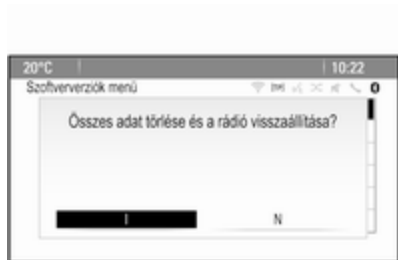 20°C 10:22
Szoftververziók menü
Összes adat törlése és a rádió visszaállítása?
I N